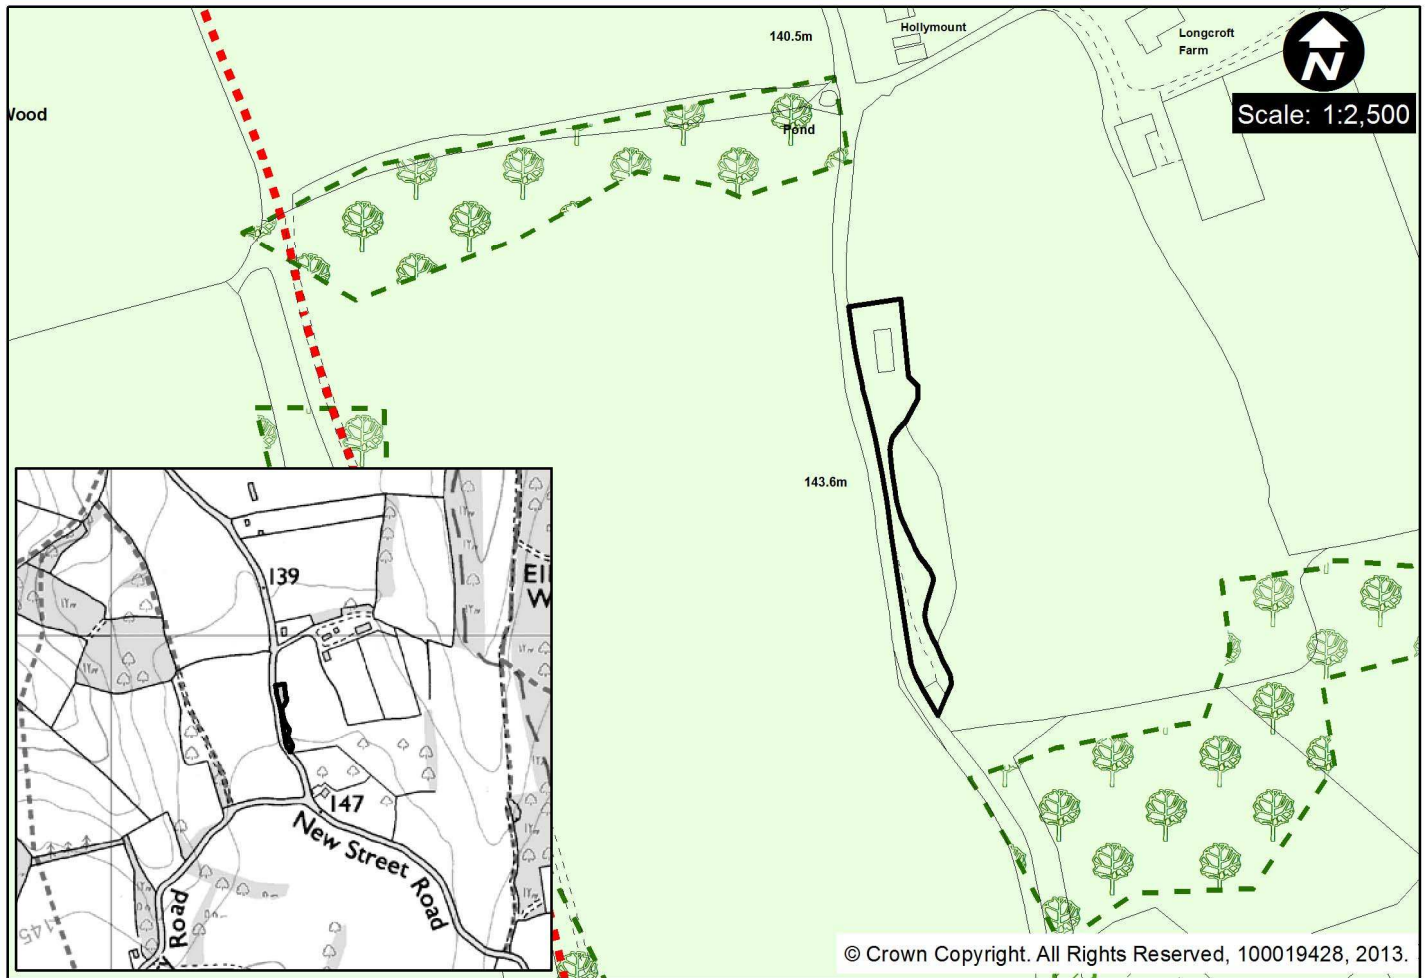 140.5m
Hollymount
Longcroft
Farm
N
Scale: 1:2,500
Pond
143.6m
139
147
New Street Road
Road
145
© Crown Copyright. All Rights Reserved, 100019428, 2013.